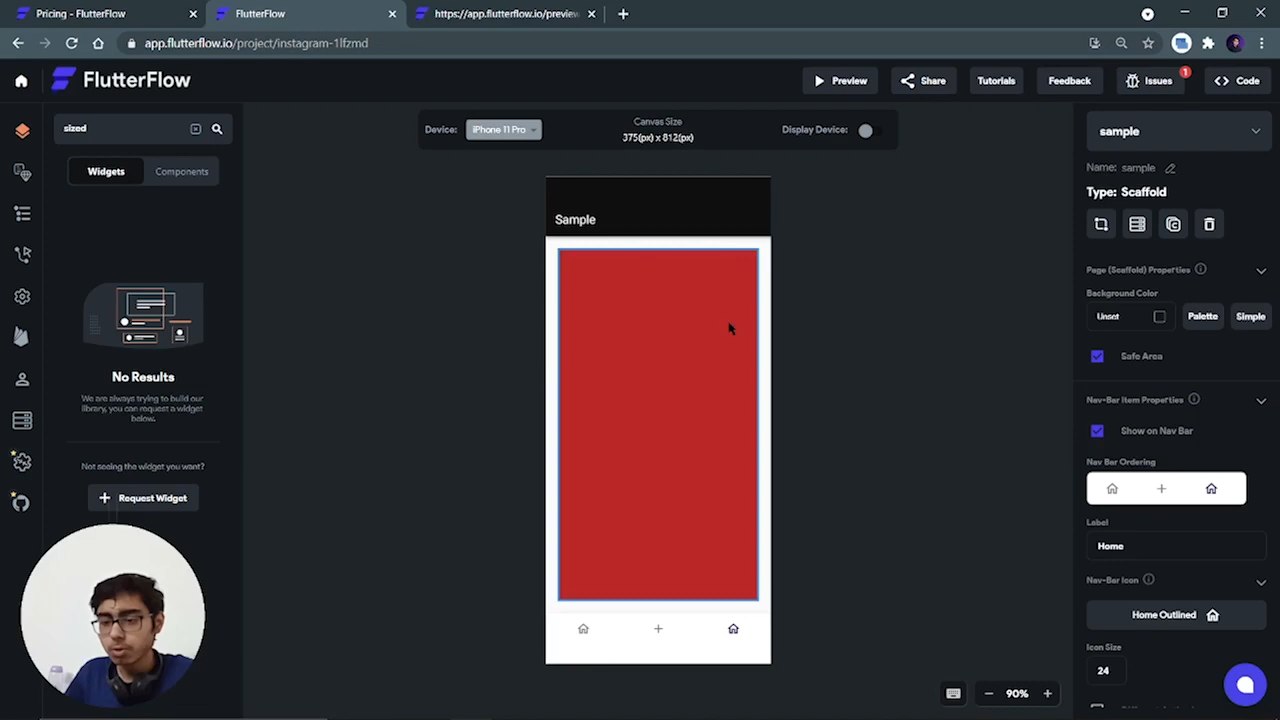 Pricing - FlutterFlow
FlutterFlow
https://app.flutterflow.io/preview
app.flutterflow.io/project/instagram-1lfzmd
FlutterFlow
Preview
Share
Tutorials
Feedback
Issues
1
Code
sized
Widgets
Components
No Results
We are always trying to build our
library, you can request a widget
below.
Not seeing the widget you want?
Request Widget
Device:
iPhone 11 Pro
Canvas Size
375(px) x 812(px)
Display Device:
Sample
90%
sample
Name: sample
Type: Scaffold
Page (Scaffold) Properties
Background Color
Unset
Palette
Simple
Safe Area
Nav-Bar Item Properties
Show on Nav Bar
Nav Bar Ordering
Label
Home
Nav-Bar Icon
Home Outlined
Icon Size
24